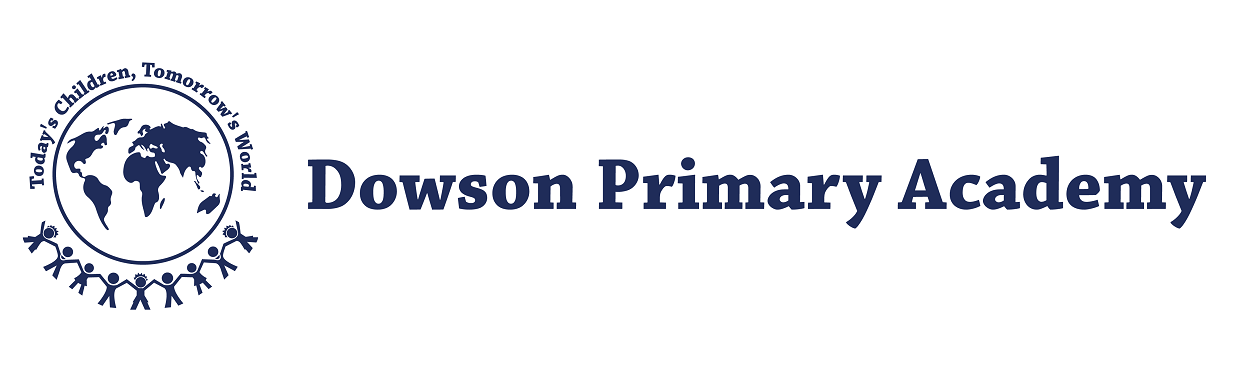 Today's Children, Tomorrow's World
Dowson Primary Academy